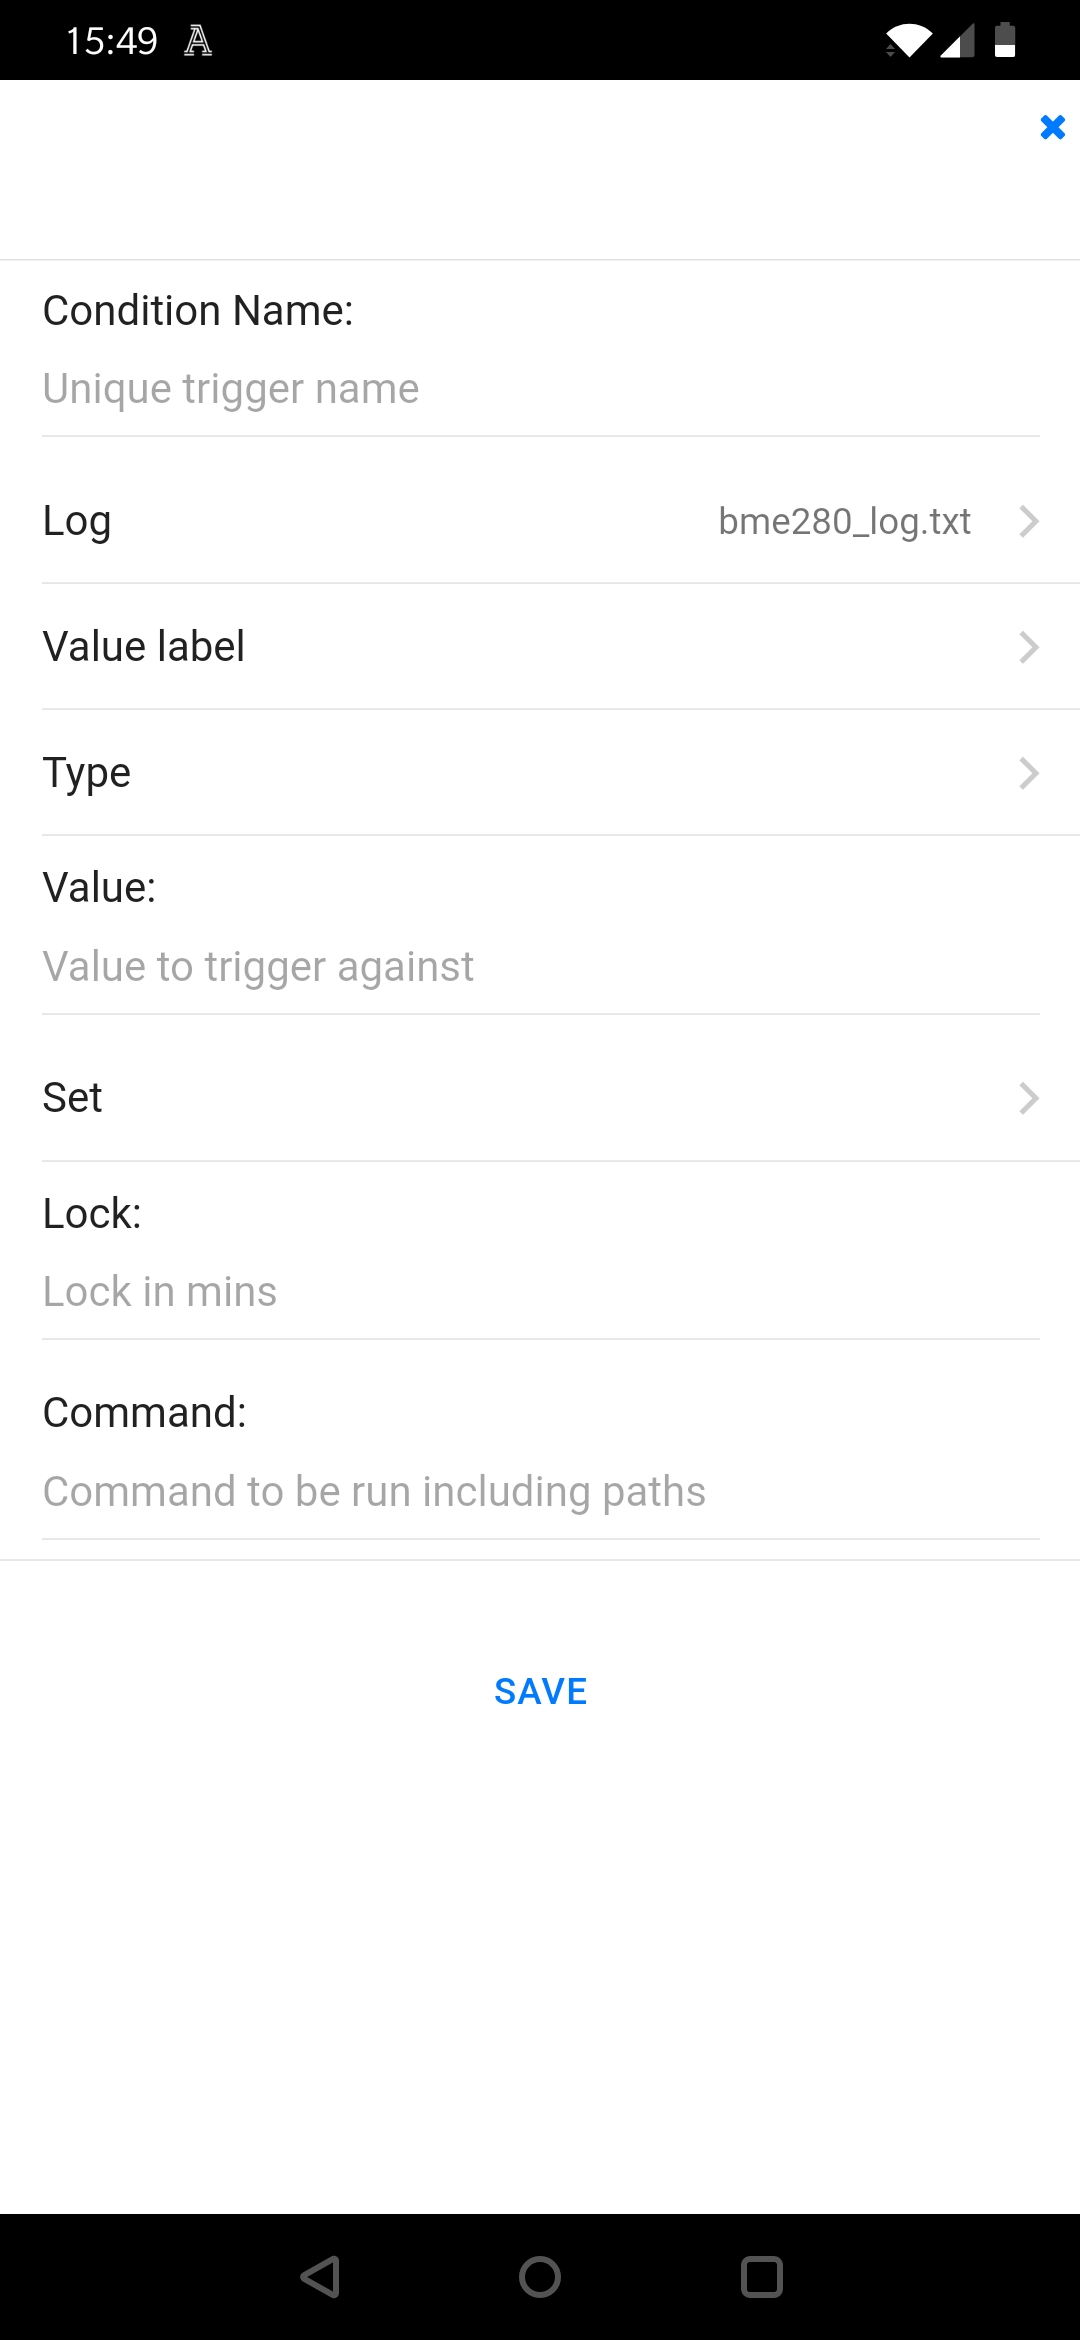 15:49 A
Condition Name:
Unique trigger name
Log bme280_log.txt
Value label
Type
Value:
Value to trigger against
Set
Lock:
Lock in mins
Command:
Command to be run including paths
SAVE